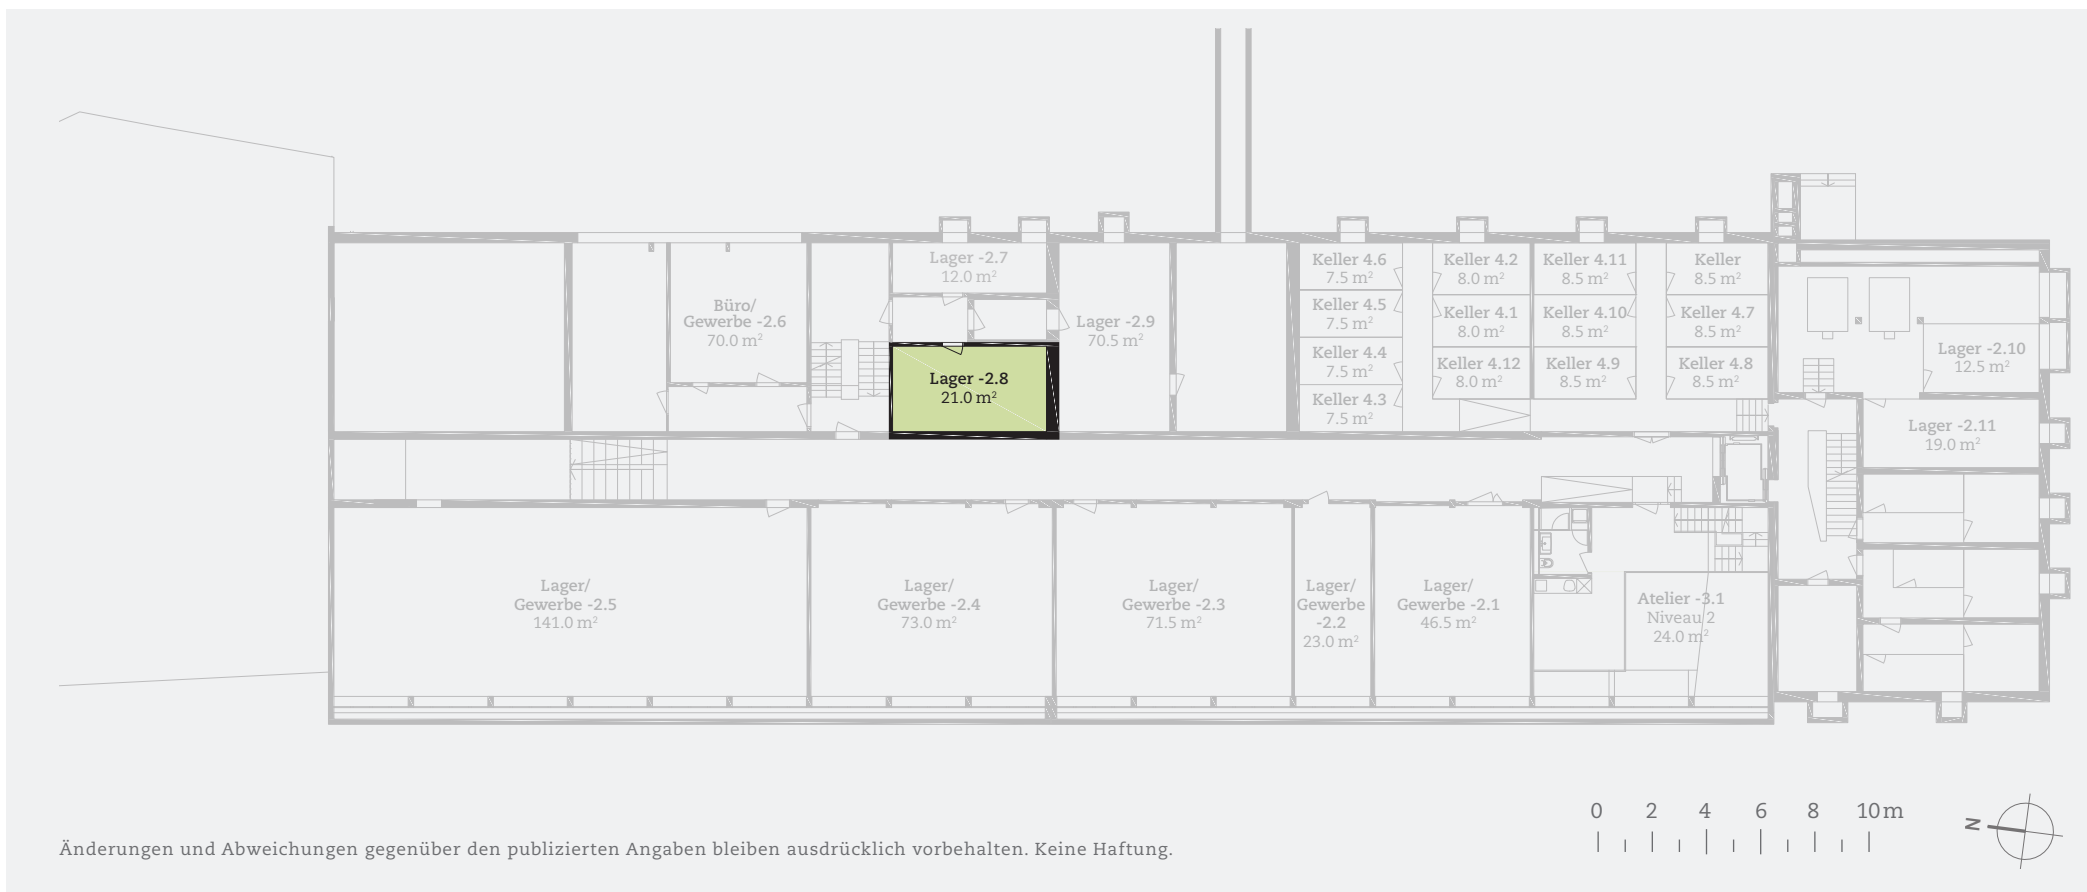 Lager -2.7
12.0 m²
Büro/
Gewerbe -2.6
70.0 m²
Lager -2.8
21.0 m²
Lager -2.9
70.5 m²
Keller 4.6
7.5 m²
Keller 4.5
7.5 m²
Keller 4.4
7.5 m²
Keller 4.3
7.5 m²
Keller 4.2
8.0 m²
Keller 4.1
8.0 m²
Keller 4.12
8.0 m²
Keller 4.11
8.5 m²
Keller 4.10
8.5 m²
Keller 4.9
8.5 m²
Keller
8.5 m²
Keller 4.7
8.5 m²
Keller 4.8
8.5 m²
Lager -2.10
12.5 m²
Lager -2.11
19.0 m²
Lager/
Gewerbe -2.5
141.0 m²
Lager/
Gewerbe -2.4
73.0 m²
Lager/
Gewerbe -2.3
71.5 m²
Lager/
Gewerbe
-2.2
23.0 m²
Lager/
Gewerbe -2.1
46.5 m²
Atelier -3.1
Niveau 2
24.0 m²
0 2 4 6 8 10 m
N
Änderungen und Abweichungen gegenüber den publizierten Angaben bleiben ausdrücklich vorbehalten. Keine Haftung.